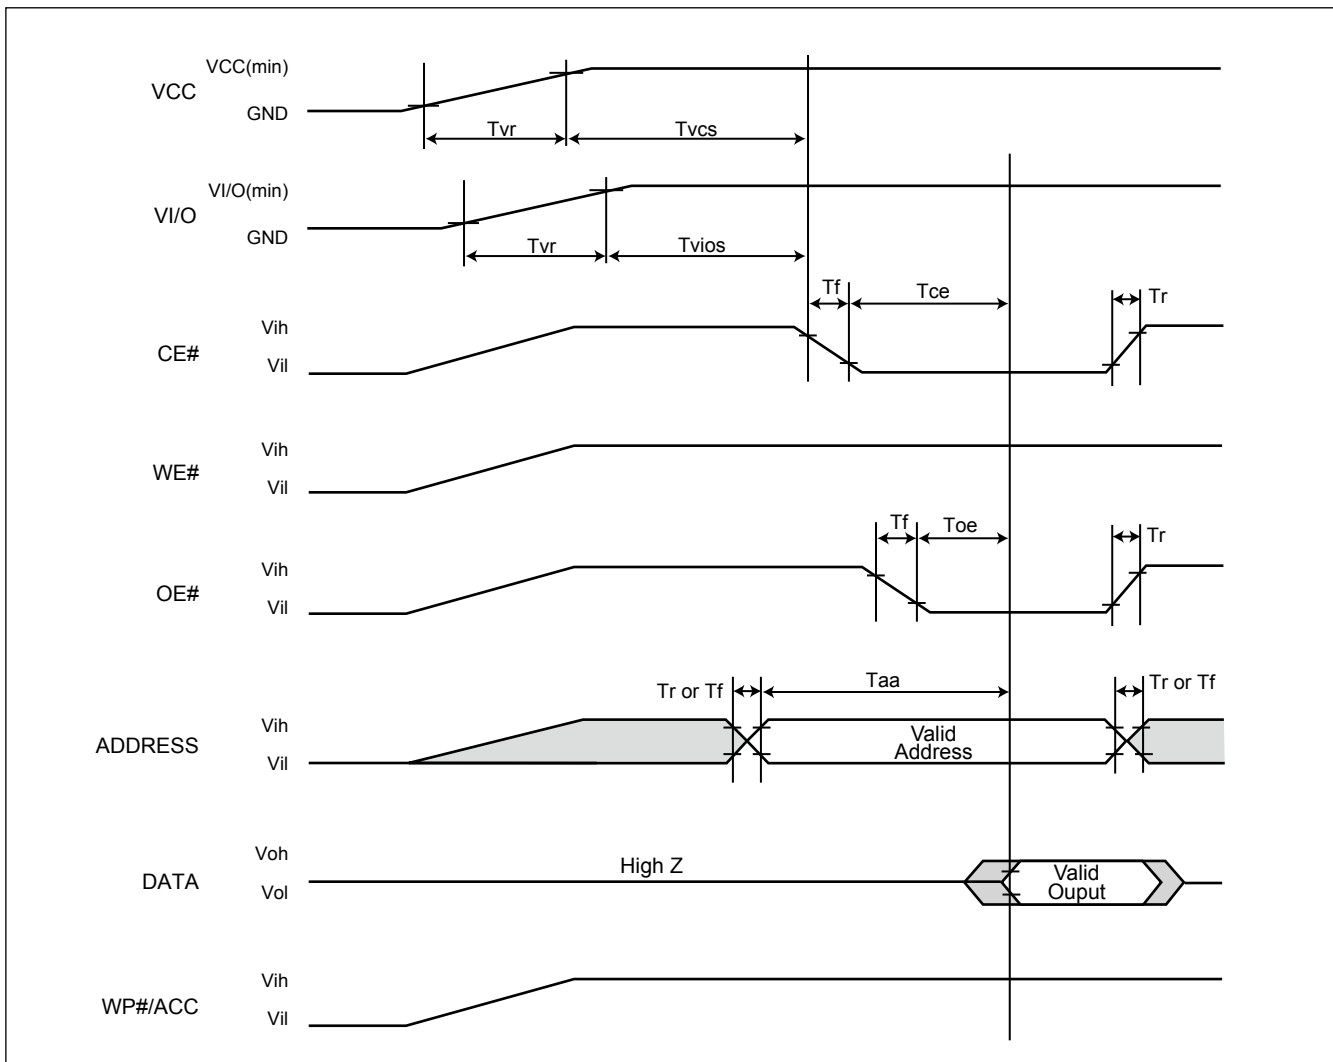 VCC
VCC(min)
GND
Tvr
Tvcs
VI/O
VI/O(min)
GND
Tvr
Tvios
Tf
Tce
Tr
CE#
Vih
Vil
WE#
Vih
Vil
Tf
Toe
Tr
OE#
Vih
Vil
Tr or Tf
Taa
Tr or Tf
ADDRESS
Vih
Vil
Valid
Address
DATA
Voh
Vol
High Z
Valid
Ouput
WP#/ACC
Vih
Vil